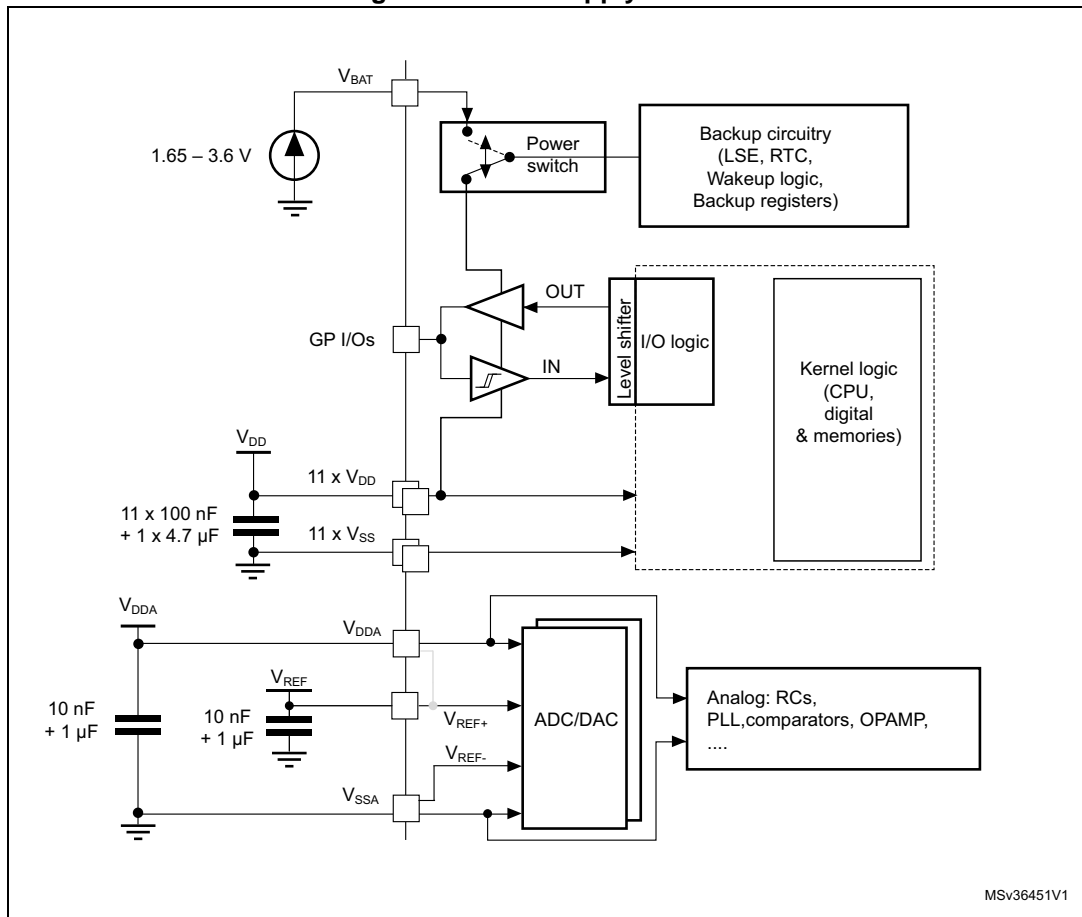 V_BAT
1.65 – 3.6 V
Power
switch
Backup circuitry
(LSE, RTC,
Wakeup logic,
Backup registers)
GP I/Os
OUT
IN
Level shifter
I/O logic
Kernel logic
(CPU,
digital
& memories)
V_DD
11 x V_DD
11 x 100 nF
+ 1 x 4.7 µF
11 x V_SS
V_DDA
V_DDA
V_REF
10 nF
+ 1 µF
10 nF
+ 1 µF
V_REF+
V_REF-
V_SSA
ADC/DAC
Analog: RCs,
PLL,comparators, OPAMP,
....
MSv36451V1